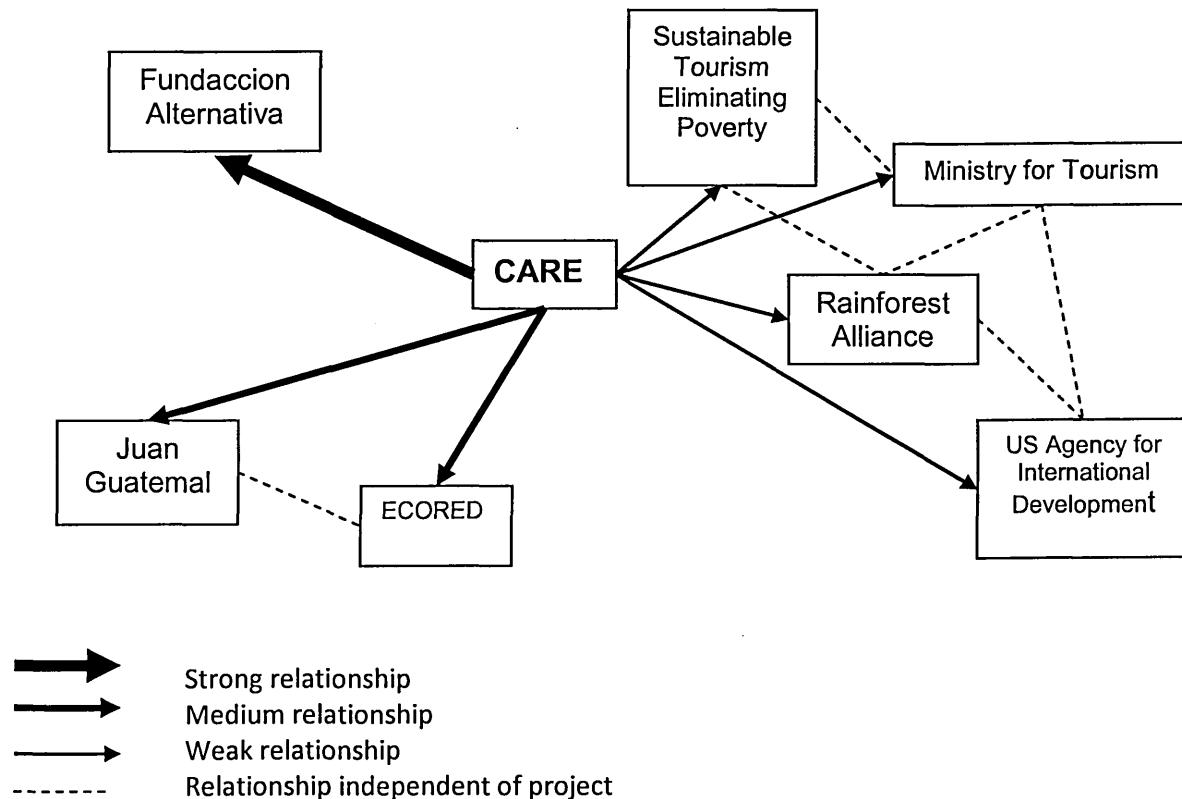 Fundaccion
Alternativa
Sustainable
Tourism
Eliminating
Poverty
Ministry for Tourism
CARE
Rainforest
Alliance
Juan
Guatemal
ECORED
US Agency for
International
Development
Strong relationship
Medium relationship
Weak relationship
Relationship independent of project